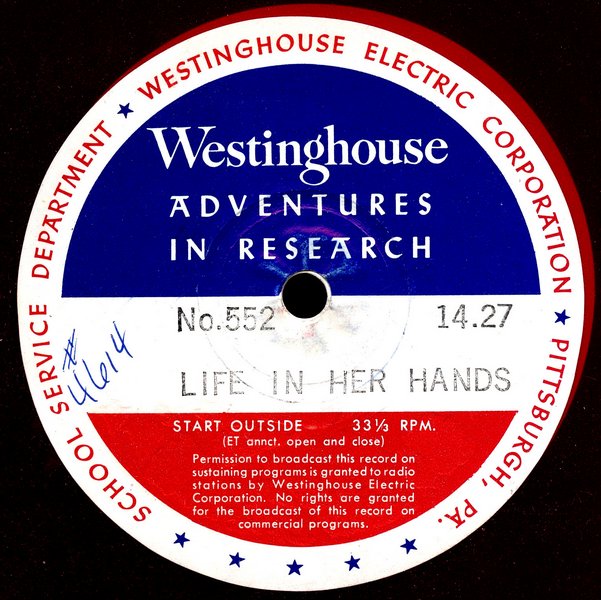 SCHOOL SERVICE DEPARTMENT ★ WESTINGHOUSE ELECTRIC CORPORATION ★ PITTSBURGH, PA.
Westinghouse
ADVENTURES
IN RESEARCH
No.552 14.27
# 4614
LIFE IN HER HANDS
START OUTSIDE 33⅓ RPM.
(ET annct. open and close)
Permission to broadcast this record on
sustaining programs is granted to radio
stations by Westinghouse Electric
Corporation. No rights are granted
for the broadcast of this record on
commercial programs.